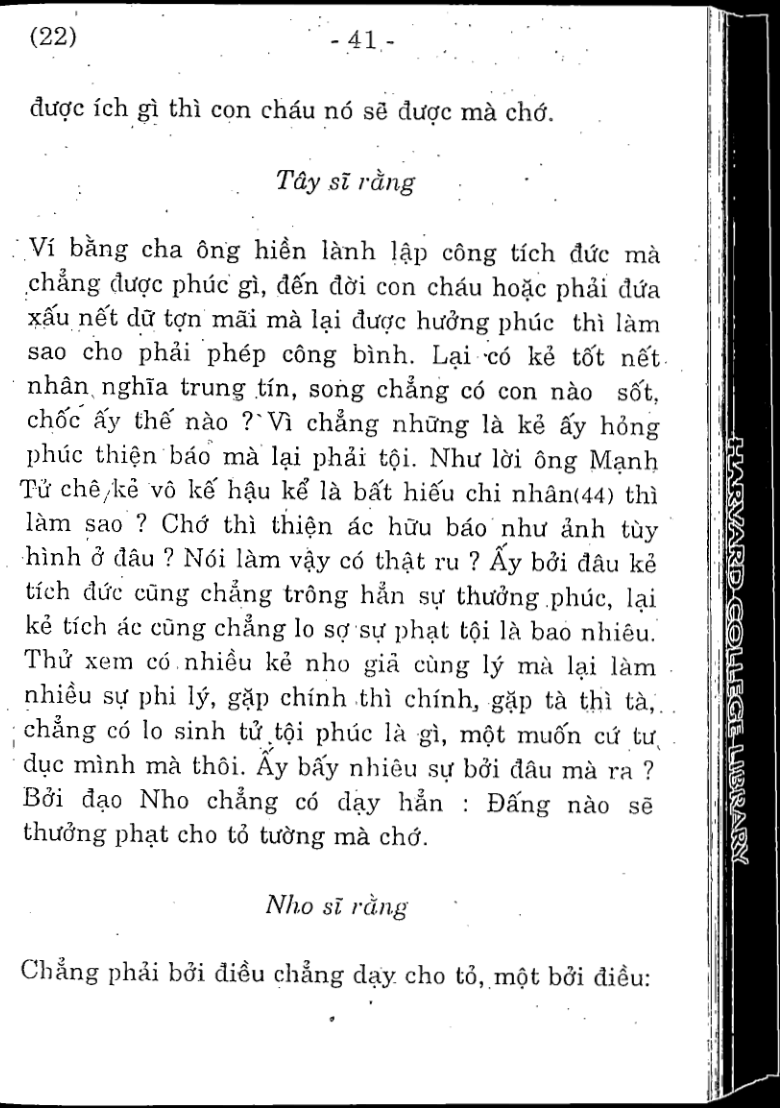 (22) - 41 -
được ích gì thì con cháu nó sẽ được mà chớ.
Tây sĩ rằng
Ví bằng cha ông hiền lành lập công tích đức mà
chẳng được phúc gì, đến đời con cháu hoặc phải đứa
xấu nết dữ tợn mãi mà lại được hưởng phúc thì làm
sao cho phải phép công bình. Lại có kẻ tốt nết
nhân nghĩa trung tín, song chẳng có con nào sốt,
chốc ấy thế nào ? Vì chẳng những là kẻ ấy hỏng
phúc thiện báo mà lại phải tội. Như lời ông Mạnh
Tử chê kẻ vô kế hậu kể là bất hiếu chi nhân(44) thì
làm sao ? Chớ thì thiện ác hữu báo như ảnh tùy
hình ở đâu ? Nói làm vậy có thật ru ? Ấy bởi đâu kẻ
tích đức cũng chẳng trông hẳn sự thưởng phúc, lại
kẻ tích ác cũng chẳng lo sợ sự phạt tội là bao nhiêu.
Thử xem có nhiều kẻ nho giả cùng lý mà lại làm
nhiều sự phi lý, gặp chính thì chính, gặp tà thì tà,
chẳng có lo sinh tử tội phúc là gì, một muốn cứ tư
dục mình mà thôi. Ấy bấy nhiêu sự bởi đâu mà ra ?
Bởi đạo Nho chẳng có dạy hẳn : Đấng nào sẽ
thưởng phạt cho tỏ tường mà chớ.
Nho sĩ rằng
Chẳng phải bởi điều chẳng dạy cho tỏ, một bởi điều:
HARVARD COLLEGE LIBRARY